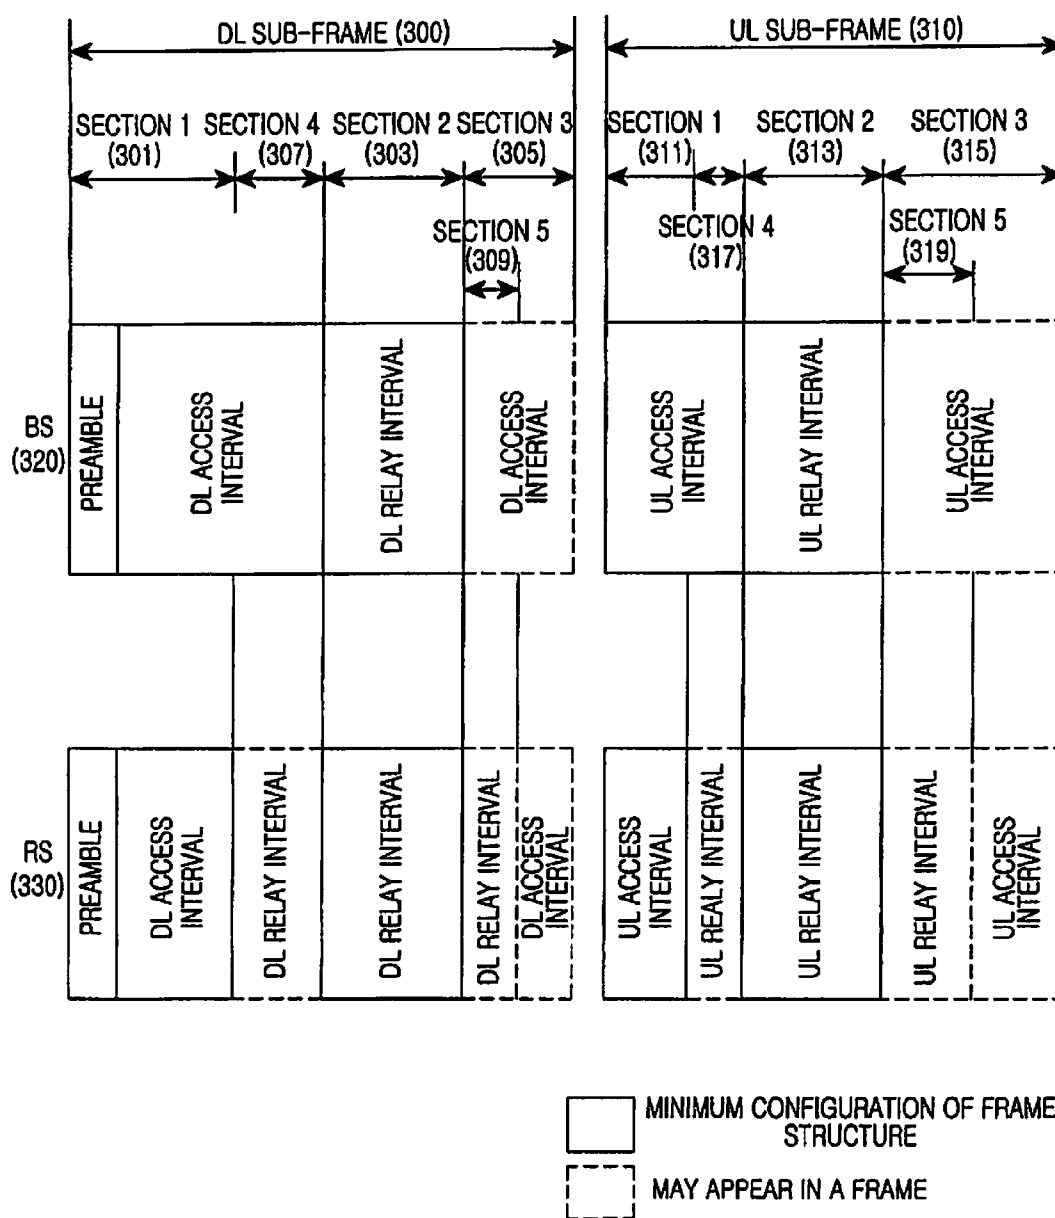 DL SUB-FRAME (300)
UL SUB-FRAME (310)
SECTION 1
(301)
SECTION 4
(307)
SECTION 2
(303)
SECTION 3
(305)
SECTION 1
(311)
SECTION 2
(313)
SECTION 3
(315)
SECTION 5
(309)
SECTION 4
(317)
SECTION 5
(319)
BS
(320)
PREAMBLE
DL ACCESS
INTERVAL
DL RELAY INTERVAL
DL ACCESS
INTERVAL
UL ACCESS
INTERVAL
UL RELAY INTERVAL
UL ACCESS
INTERVAL
RS
(330)
PREAMBLE
DL ACCESS
INTERVAL
DL RELAY INTERVAL
DL RELAY INTERVAL
DL RELAY INTERVAL
DL ACCESS
INTERVAL
UL ACCESS
INTERVAL
UL REALY INTERVAL
UL RELAY INTERVAL
UL RELAY INTERVAL
UL ACCESS
INTERVAL
MINIMUM CONFIGURATION OF FRAME
STRUCTURE
MAY APPEAR IN A FRAME